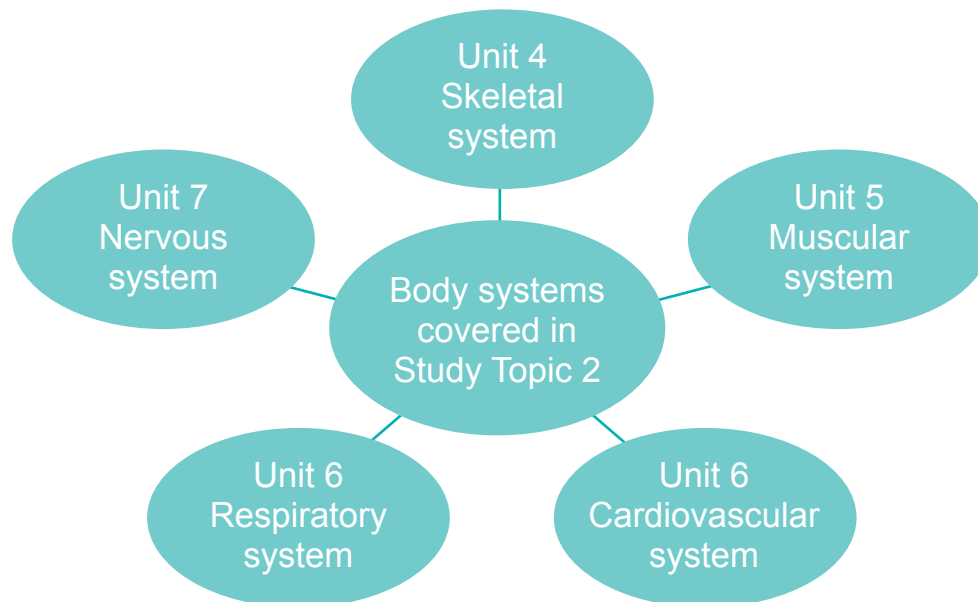 Unit 4
Skeletal
system
Unit 7
Nervous
system
Unit 5
Muscular
system
Body systems
covered in
Study Topic 2
Unit 6
Respiratory
system
Unit 6
Cardiovascular
system